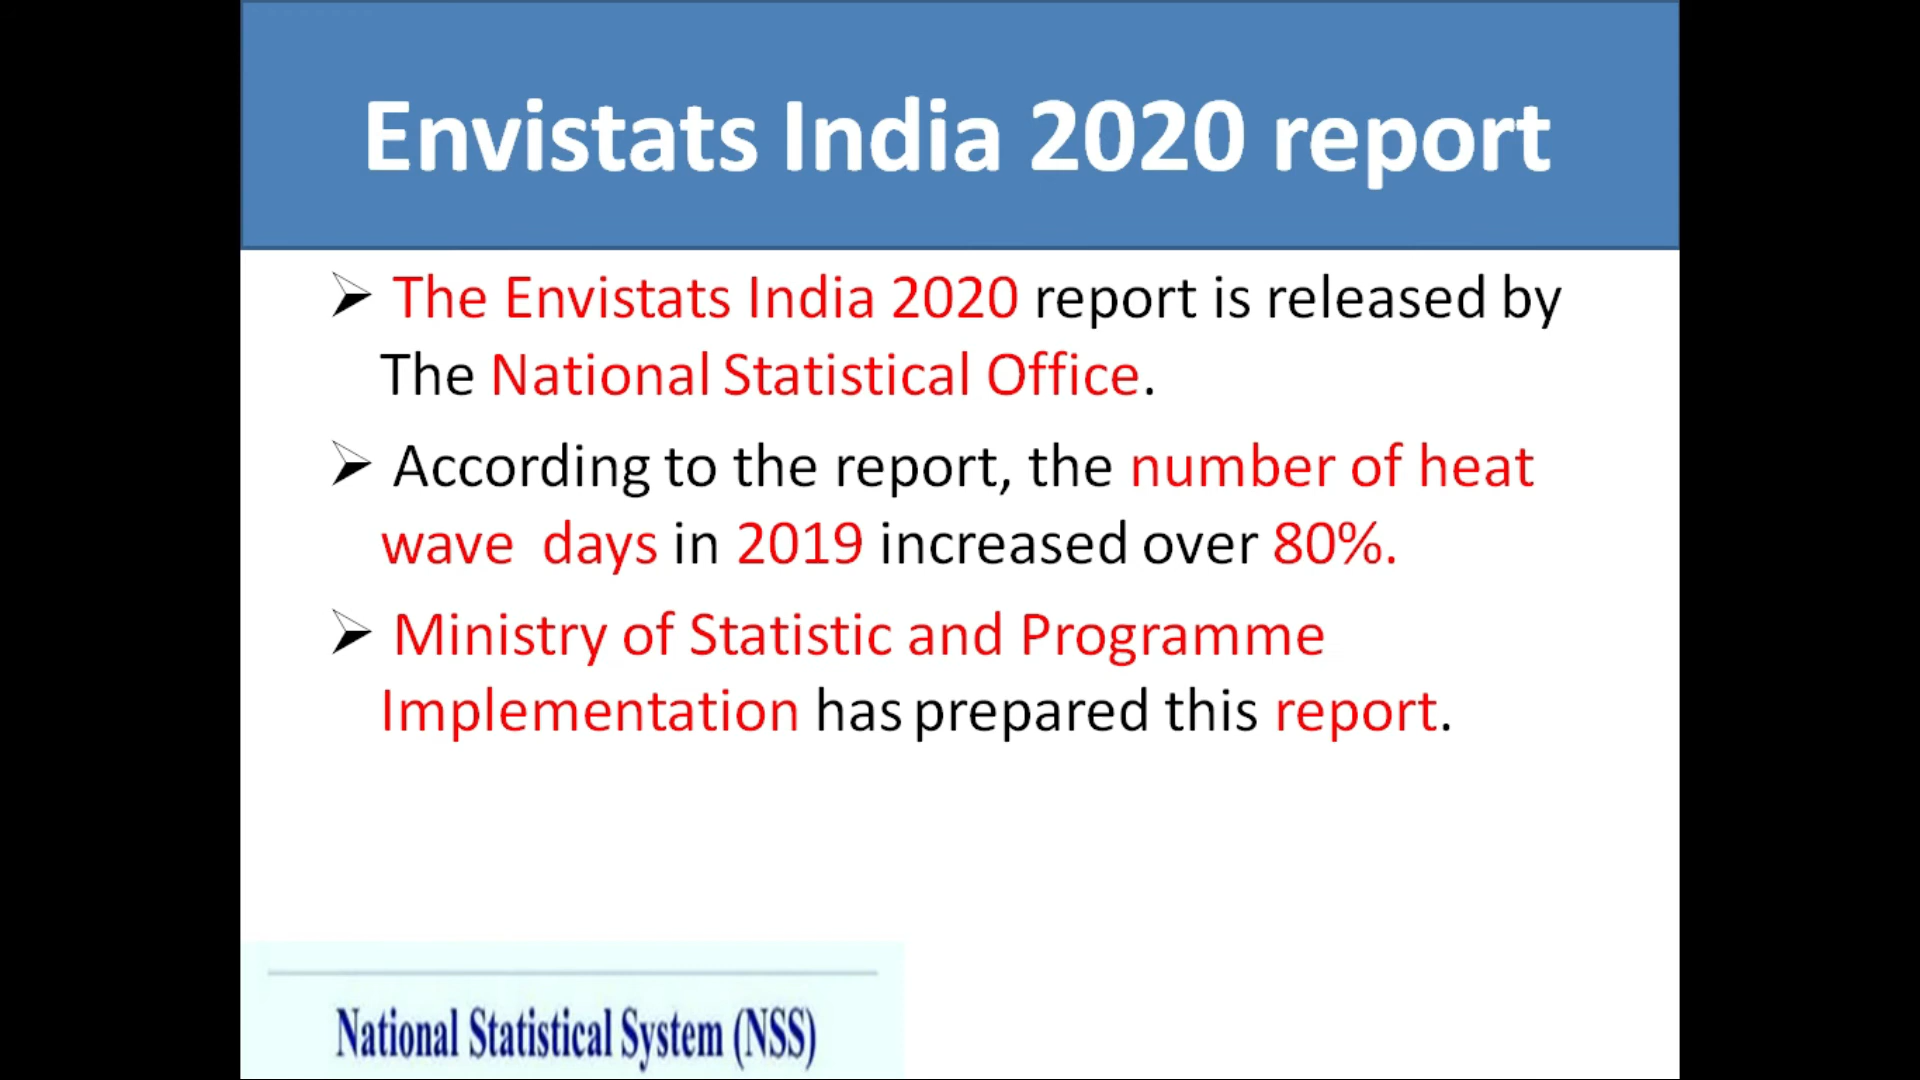 Envistats India 2020 report
➢ The Envistats India 2020 report is released by
The National Statistical Office.
➢ According to the report, the number of heat
wave days in 2019 increased over 80%.
➢ Ministry of Statistic and Programme
Implementation has prepared this report.
National Statistical System (NSS)